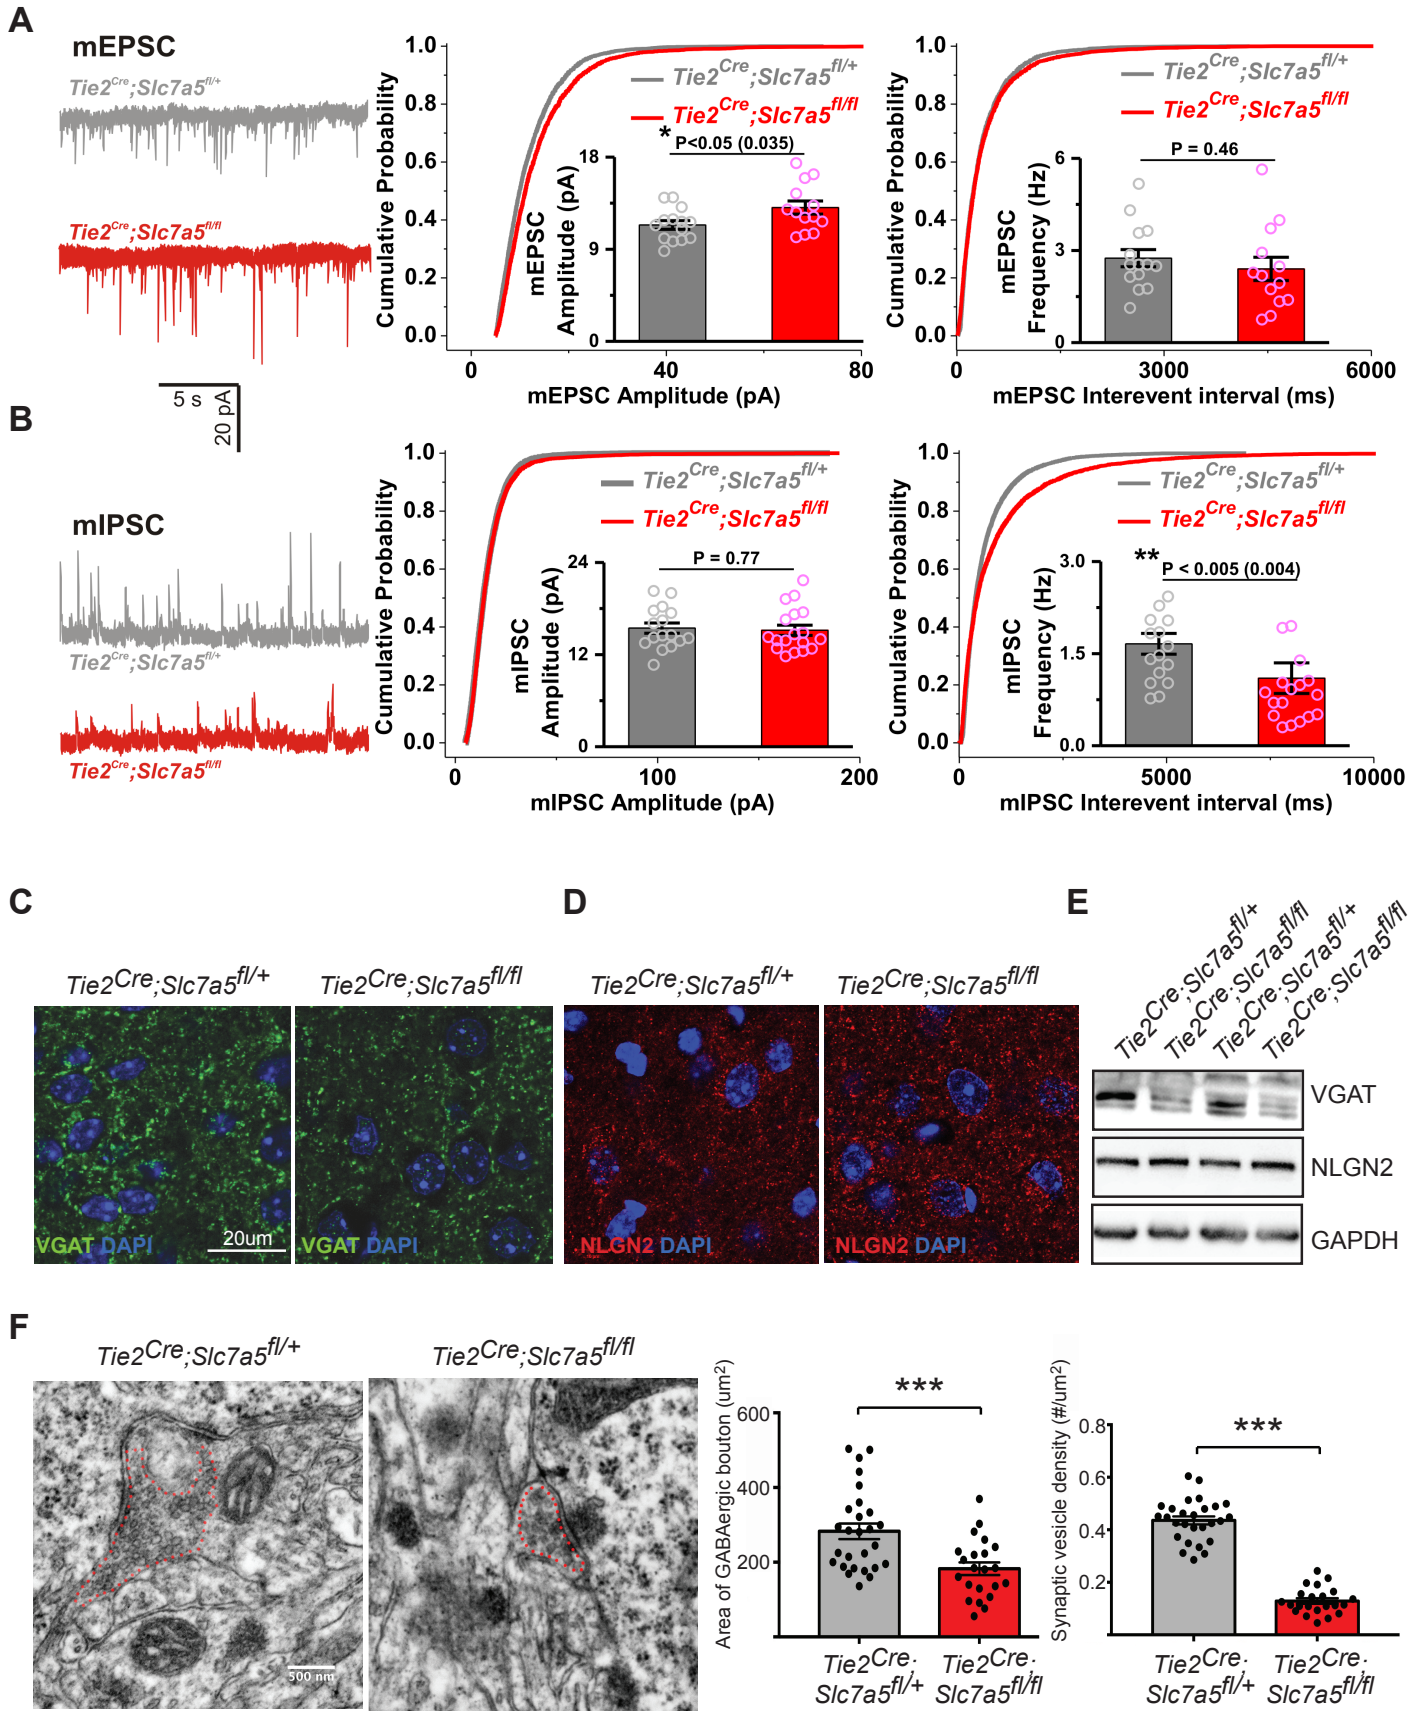 A
mEPSC
Tie2Cre;Slc7a5fl/+
Tie2Cre;Slc7a5fl/fl
5 s
20 pA
Cumulative Probability
1.0
0.8
0.6
0.4
0.2
0.0
Tie2Cre;Slc7a5fl/+
Tie2Cre;Slc7a5fl/fl
* P<0.05 (0.035)
mEPSC
Amplitude (pA)
18
9
0
0 40 80
mEPSC Amplitude (pA)
Cumulative Probability
1.0
0.8
0.6
0.4
0.2
0.0
Tie2Cre;Slc7a5fl/+
Tie2Cre;Slc7a5fl/fl
P = 0.46
mEPSC
Frequency (Hz)
6
3
0
0 3000 6000
mEPSC Interevent interval (ms)
B
mIPSC
Tie2Cre;Slc7a5fl/+
Tie2Cre;Slc7a5fl/fl
Cumulative Probability
1.0
0.8
0.6
0.4
0.2
0.0
Tie2Cre;Slc7a5fl/+
Tie2Cre;Slc7a5fl/fl
P = 0.77
mIPSC
Amplitude (pA)
24
12
0
0 100 200
mIPSC Amplitude (pA)
Cumulative Probability
1.0
0.8
0.6
0.4
0.2
0.0
Tie2Cre;Slc7a5fl/+
Tie2Cre;Slc7a5fl/fl
** P < 0.005 (0.004)
mIPSC
Frequency (Hz)
3.0
1.5
0.0
0 5000 10000
mIPSC Interevent interval (ms)
C
Tie2Cre;Slc7a5fl/+
Tie2Cre;Slc7a5fl/fl
VGAT DAPI
20um
VGAT DAPI
D
Tie2Cre;Slc7a5fl/+
Tie2Cre;Slc7a5fl/fl
NLGN2 DAPI
NLGN2 DAPI
E
Tie2Cre;Slc7a5fl/+
Tie2Cre;Slc7a5fl/fl
Tie2Cre;Slc7a5fl/+
Tie2Cre;Slc7a5fl/fl
VGAT
NLGN2
GAPDH
F
Tie2Cre;Slc7a5fl/+
Tie2Cre;Slc7a5fl/fl
500 nm
Area of GABAergic bouton (um2)
600
400
200
***
Tie2Cre;
Slc7a5fl/+
Tie2Cre;
Slc7a5fl/fl
Synaptic vesicle density (#/um2)
0.8
0.6
0.4
0.2
***
Tie2Cre;
Slc7a5fl/+
Tie2Cre;
Slc7a5fl/fl